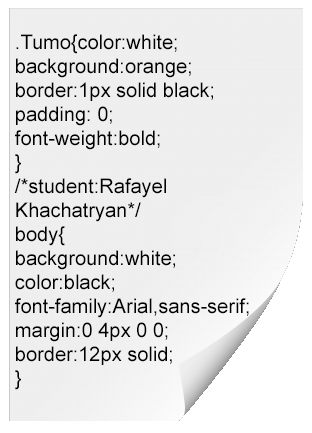 .Tumo{color:white;
background:orange;
border:1px solid black;
padding: 0;
font-weight:bold;
}
/*student:Rafayel
Khachatryan*/
body{
background:white;
color:black;
font-family:Arial,sans-serif;
margin:0 4px 0 0;
border:12px solid;
}